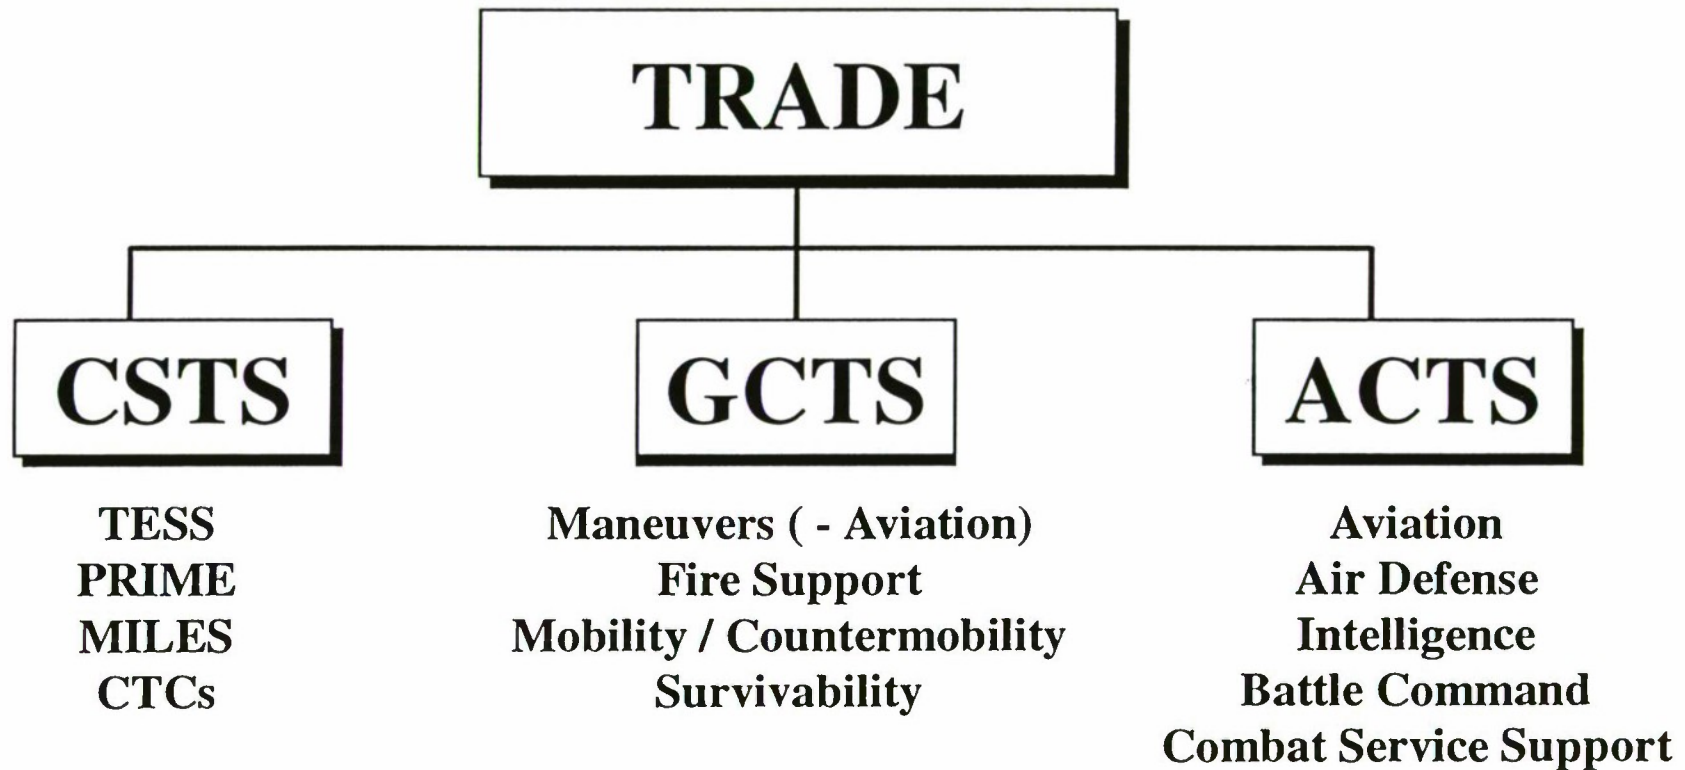 TRADE
CSTS
GCTS
ACTS
TESS
PRIME
MILES
CTCs
Maneuvers ( - Aviation)
Fire Support
Mobility / Countermobility
Survivability
Aviation
Air Defense
Intelligence
Battle Command
Combat Service Support